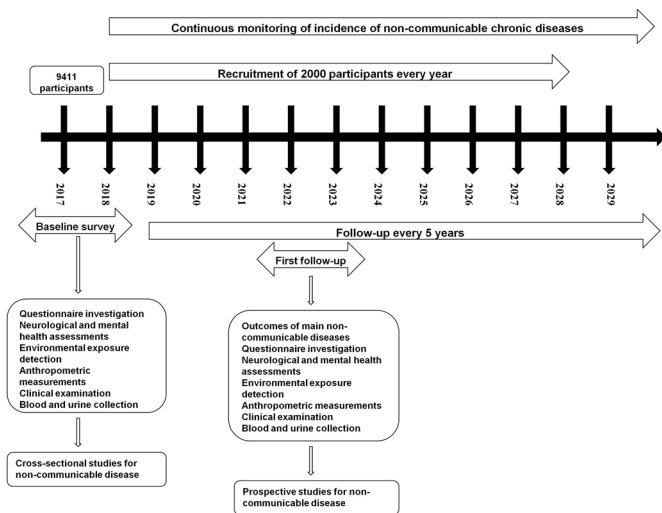 Continuous monitoring of incidence of non-communicable chronic diseases
9411
participants
Recruitment of 2000 participants every year
2017
2018
2019
2020
2021
2022
2023
2024
2025
2026
2027
2028
2029
Baseline survey
Follow-up every 5 years
First follow-up
Questionnaire investigation
Neurological and mental
health assessments
Environmental exposure
detection
Anthropometric
measurements
Clinical examination
Blood and urine collection
Outcomes of main non-
communicable diseases
Questionnaire investigation
Neurological and mental health
assessments
Environmental exposure
detection
Anthropometric measurements
Clinical examination
Blood and urine collection
Cross-sectional studies for
non-communicable disease
Prospective studies for non-
communicable disease